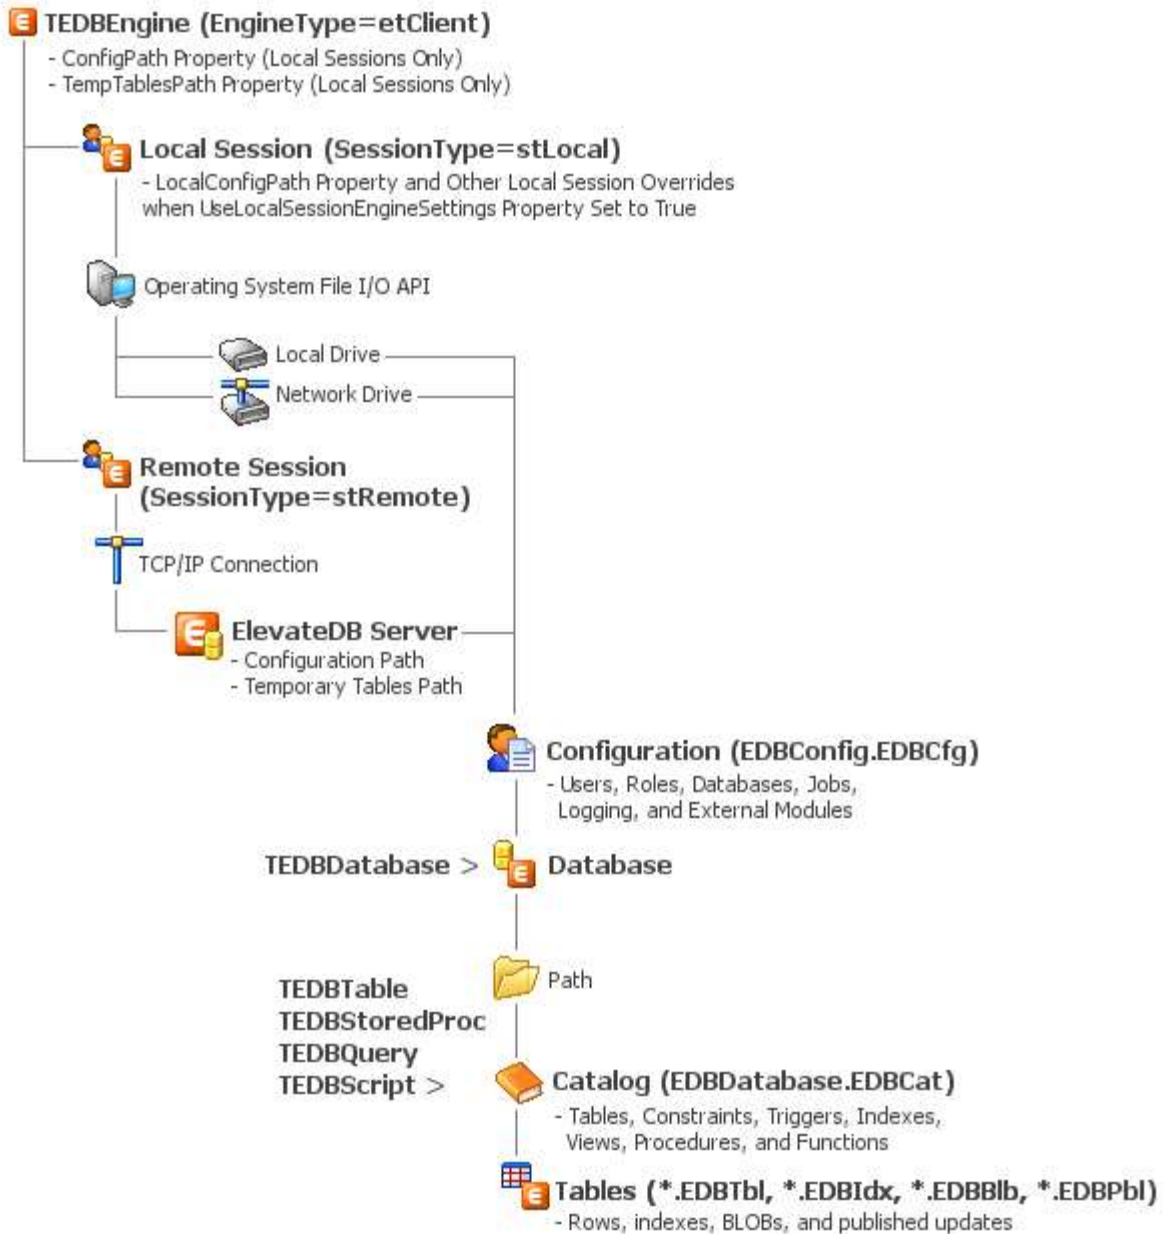 TEDBEngine (EngineType=etClient)
- ConfigPath Property (Local Sessions Only)
- TempTablesPath Property (Local Sessions Only)
Local Session (SessionType=stLocal)
- LocalConfigPath Property and Other Local Session Overrides
when UseLocalSessionEngineSettings Property Set to True
Operating System File I/O API
Local Drive
Network Drive
Remote Session
(SessionType=stRemote)
TCP/IP Connection
ElevateDB Server
- Configuration Path
- Temporary Tables Path
Configuration (EDBConfig.EDBCfg)
- Users, Roles, Databases, Jobs,
Logging, and External Modules
TEDBDatabase >
Database
Path
TEDBTable
TEDBStoredProc
TEDBQuery
TEDBScript >
Catalog (EDBDatabase.EDBCat)
- Tables, Constraints, Triggers, Indexes,
Views, Procedures, and Functions
Tables (*.EDBTbl, *.EDBIdx, *.EDBBlb, *.EDBPbl)
- Rows, indexes, BLOBs, and published updates